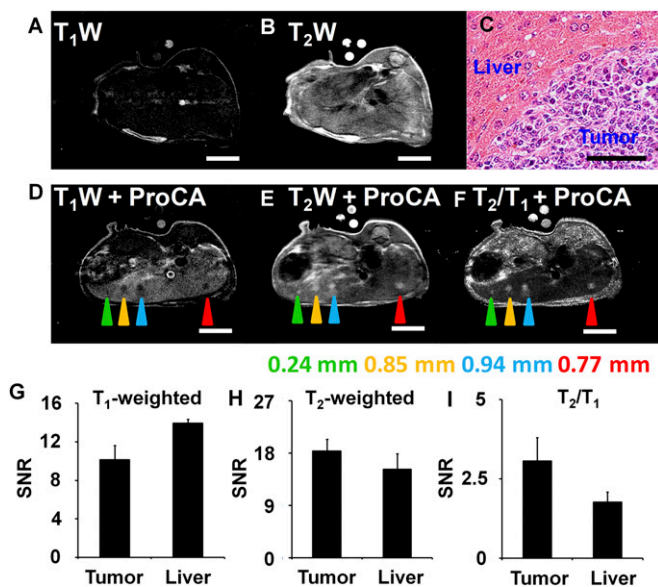 A T₁W
B T₂W
C
Liver
Tumor
D T₁W + ProCA
E T₂W + ProCA
F T₂/T₁ + ProCA
0.24 mm 0.85 mm 0.94 mm 0.77 mm
G T₁-weighted
SNR
16
12
8
4
0
Tumor Liver
H T₂-weighted
SNR
27
18
9
0
Tumor Liver
I T₂/T₁
SNR
5
2.5
0
Tumor Liver